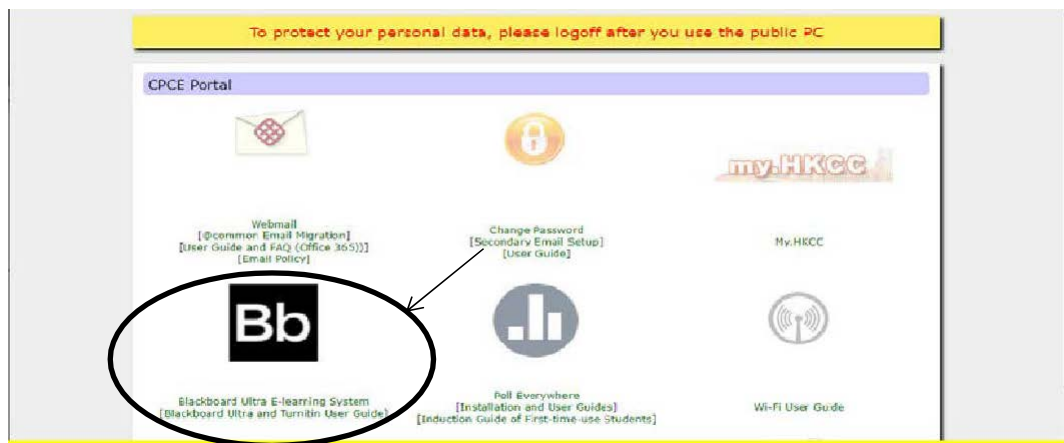 To protect your personal data, please logoff after you use the public PC
CPCE Portal
my.HKCC
Webmail
[@common Email Migration]
[User Guide and FAQ (Office 365))]
[Email Policy]
Change Password
[Secondary Email Setup]
[User Guide]
My.HKCC
Bb
Blackboard Ultra E-learning System
[Blackboard Ultra and Turnitin User Guide]
Poll Everywhere
[Installation and User Guides]
[Induction Guide of First-time-use Students]
Wi-Fi User Guide